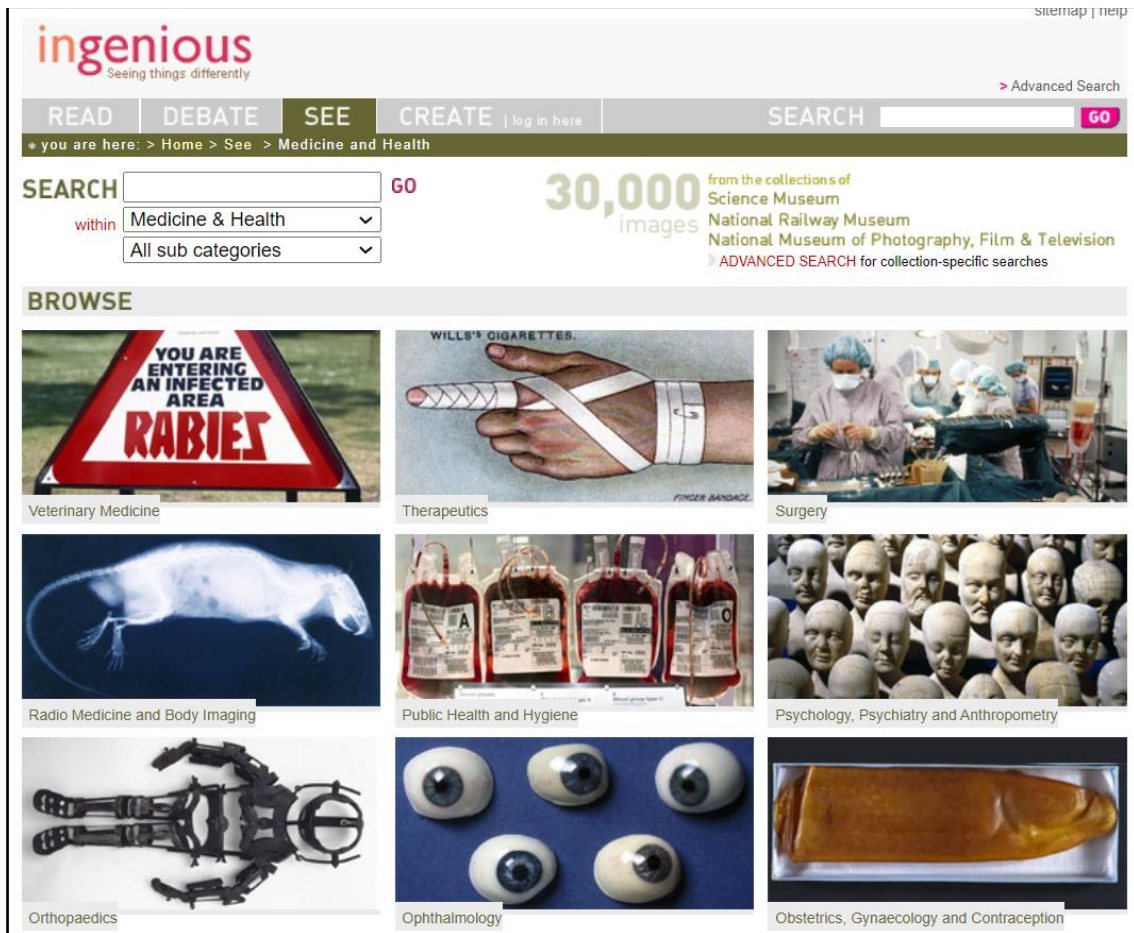 sitemap | help
ingenious
Seeing things differently
> Advanced Search
READ DEBATE SEE CREATE | log in here SEARCH GO
* you are here: > Home > See > Medicine and Health
SEARCH GO
within Medicine & Health
All sub categories
30,000
images
from the collections of
Science Museum
National Railway Museum
National Museum of Photography, Film & Television
ADVANCED SEARCH for collection-specific searches
BROWSE
YOU ARE
ENTERING
AN INFECTED
AREA
RABIES
Veterinary Medicine
WILLS'S CIGARETTES.
FINGER BANDAGE.
Therapeutics
Surgery
Radio Medicine and Body Imaging
A
B
O
Public Health and Hygiene
Psychology, Psychiatry and Anthropometry
Orthopaedics
Ophthalmology
Obstetrics, Gynaecology and Contraception